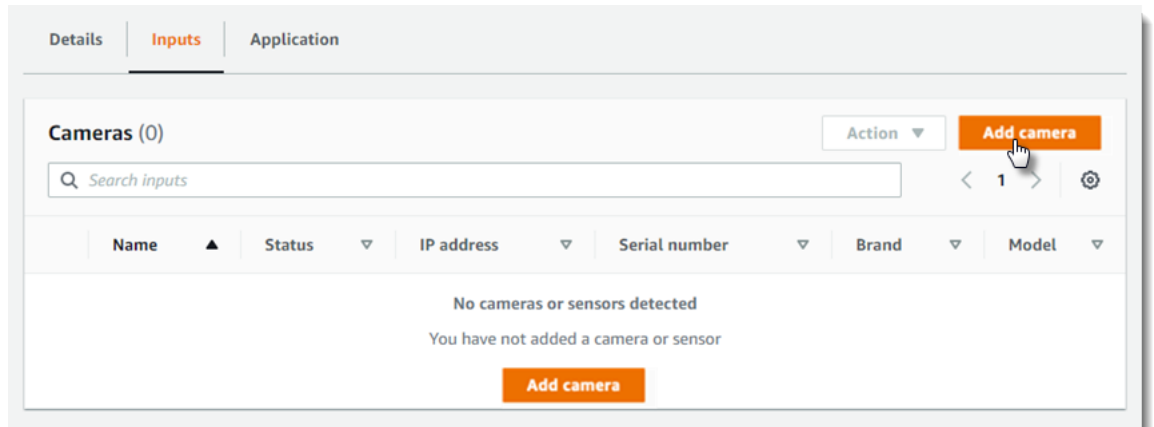 Details Inputs Application
Cameras (0) Action Add camera
Search inputs 1
Name Status IP address Serial number Brand Model
No cameras or sensors detected
You have not added a camera or sensor
Add camera